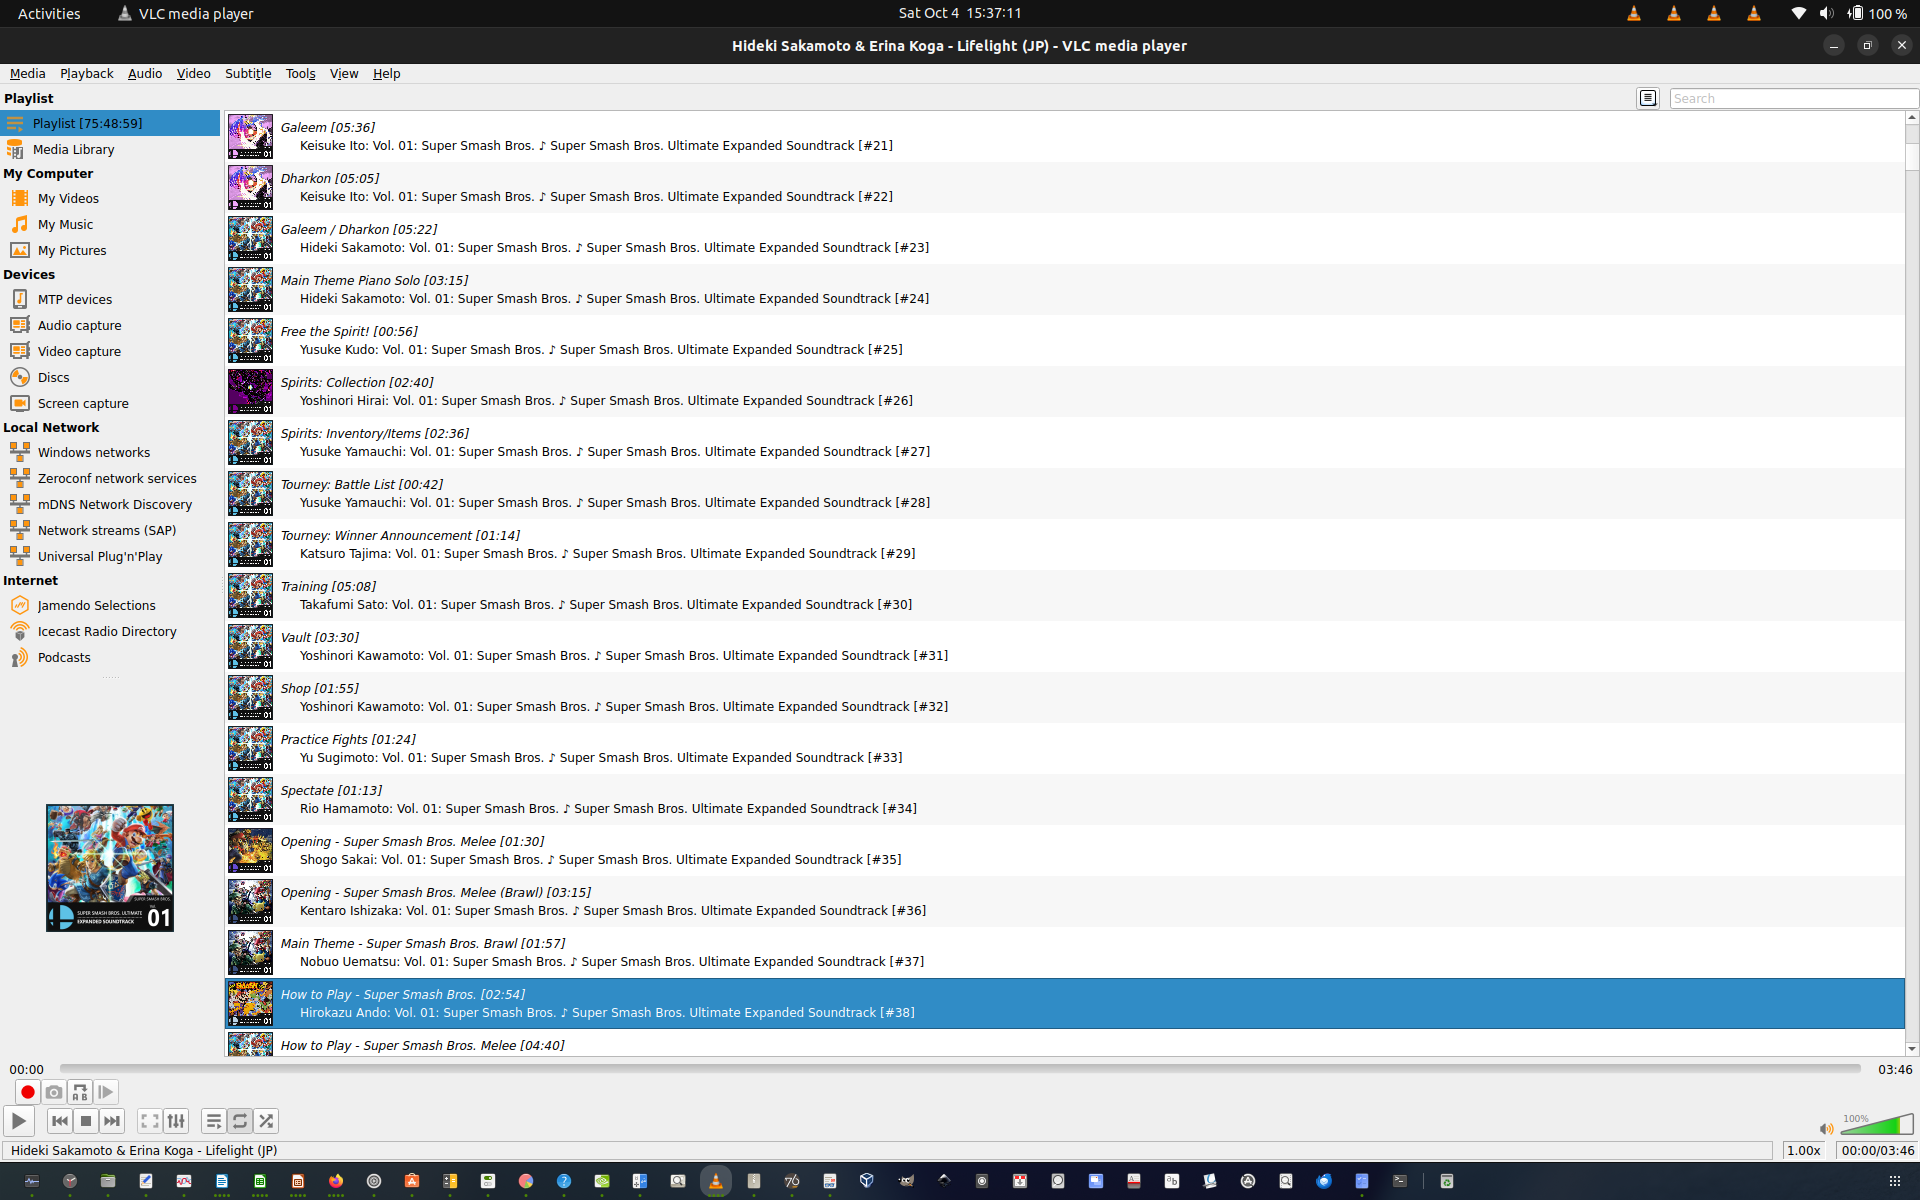 Activities
VLC media player
Sat Oct 4 15:37:11
100 %
Hideki Sakamoto & Erina Koga - Lifelight (JP) - VLC media player
Media Playback Audio Video Subtitle Tools View Help
Playlist
Search
Playlist [75:48:59]
Media Library
My Computer
My Videos
My Music
My Pictures
Devices
MTP devices
Audio capture
Video capture
Discs
Screen capture
Local Network
Windows networks
Zeroconf network services
mDNS Network Discovery
Network streams (SAP)
Universal Plug'n'Play
Internet
Jamendo Selections
Icecast Radio Directory
Podcasts
Galeem [05:36]
Keisuke Ito: Vol. 01: Super Smash Bros. ♪ Super Smash Bros. Ultimate Expanded Soundtrack [#21]
Dharkon [05:05]
Keisuke Ito: Vol. 01: Super Smash Bros. ♪ Super Smash Bros. Ultimate Expanded Soundtrack [#22]
Galeem / Dharkon [05:22]
Hideki Sakamoto: Vol. 01: Super Smash Bros. ♪ Super Smash Bros. Ultimate Expanded Soundtrack [#23]
Main Theme Piano Solo [03:15]
Hideki Sakamoto: Vol. 01: Super Smash Bros. ♪ Super Smash Bros. Ultimate Expanded Soundtrack [#24]
Free the Spirit! [00:56]
Yusuke Kudo: Vol. 01: Super Smash Bros. ♪ Super Smash Bros. Ultimate Expanded Soundtrack [#25]
Spirits: Collection [02:40]
Yoshinori Hirai: Vol. 01: Super Smash Bros. ♪ Super Smash Bros. Ultimate Expanded Soundtrack [#26]
Spirits: Inventory/Items [02:36]
Yusuke Yamauchi: Vol. 01: Super Smash Bros. ♪ Super Smash Bros. Ultimate Expanded Soundtrack [#27]
Tourney: Battle List [00:42]
Yusuke Yamauchi: Vol. 01: Super Smash Bros. ♪ Super Smash Bros. Ultimate Expanded Soundtrack [#28]
Tourney: Winner Announcement [01:14]
Katsuro Tajima: Vol. 01: Super Smash Bros. ♪ Super Smash Bros. Ultimate Expanded Soundtrack [#29]
Training [05:08]
Takafumi Sato: Vol. 01: Super Smash Bros. ♪ Super Smash Bros. Ultimate Expanded Soundtrack [#30]
Vault [03:30]
Yoshinori Kawamoto: Vol. 01: Super Smash Bros. ♪ Super Smash Bros. Ultimate Expanded Soundtrack [#31]
Shop [01:55]
Yoshinori Kawamoto: Vol. 01: Super Smash Bros. ♪ Super Smash Bros. Ultimate Expanded Soundtrack [#32]
Practice Fights [01:24]
Yu Sugimoto: Vol. 01: Super Smash Bros. ♪ Super Smash Bros. Ultimate Expanded Soundtrack [#33]
Spectate [01:13]
Rio Hamamoto: Vol. 01: Super Smash Bros. ♪ Super Smash Bros. Ultimate Expanded Soundtrack [#34]
Opening - Super Smash Bros. Melee [01:30]
Shogo Sakai: Vol. 01: Super Smash Bros. ♪ Super Smash Bros. Ultimate Expanded Soundtrack [#35]
Opening - Super Smash Bros. Melee (Brawl) [03:15]
Kentaro Ishizaka: Vol. 01: Super Smash Bros. ♪ Super Smash Bros. Ultimate Expanded Soundtrack [#36]
Main Theme - Super Smash Bros. Brawl [01:57]
Nobuo Uematsu: Vol. 01: Super Smash Bros. ♪ Super Smash Bros. Ultimate Expanded Soundtrack [#37]
How to Play - Super Smash Bros. [02:54]
Hirokazu Ando: Vol. 01: Super Smash Bros. ♪ Super Smash Bros. Ultimate Expanded Soundtrack [#38]
How to Play - Super Smash Bros. Melee [04:40]
SUPER SMASH BROS.
SUPER SMASH BROS. ULTIMATE
EXPANDED SOUNDTRACK
01
00:00
03:46
100%
Hideki Sakamoto & Erina Koga - Lifelight (JP)
1.00x
00:00/03:46